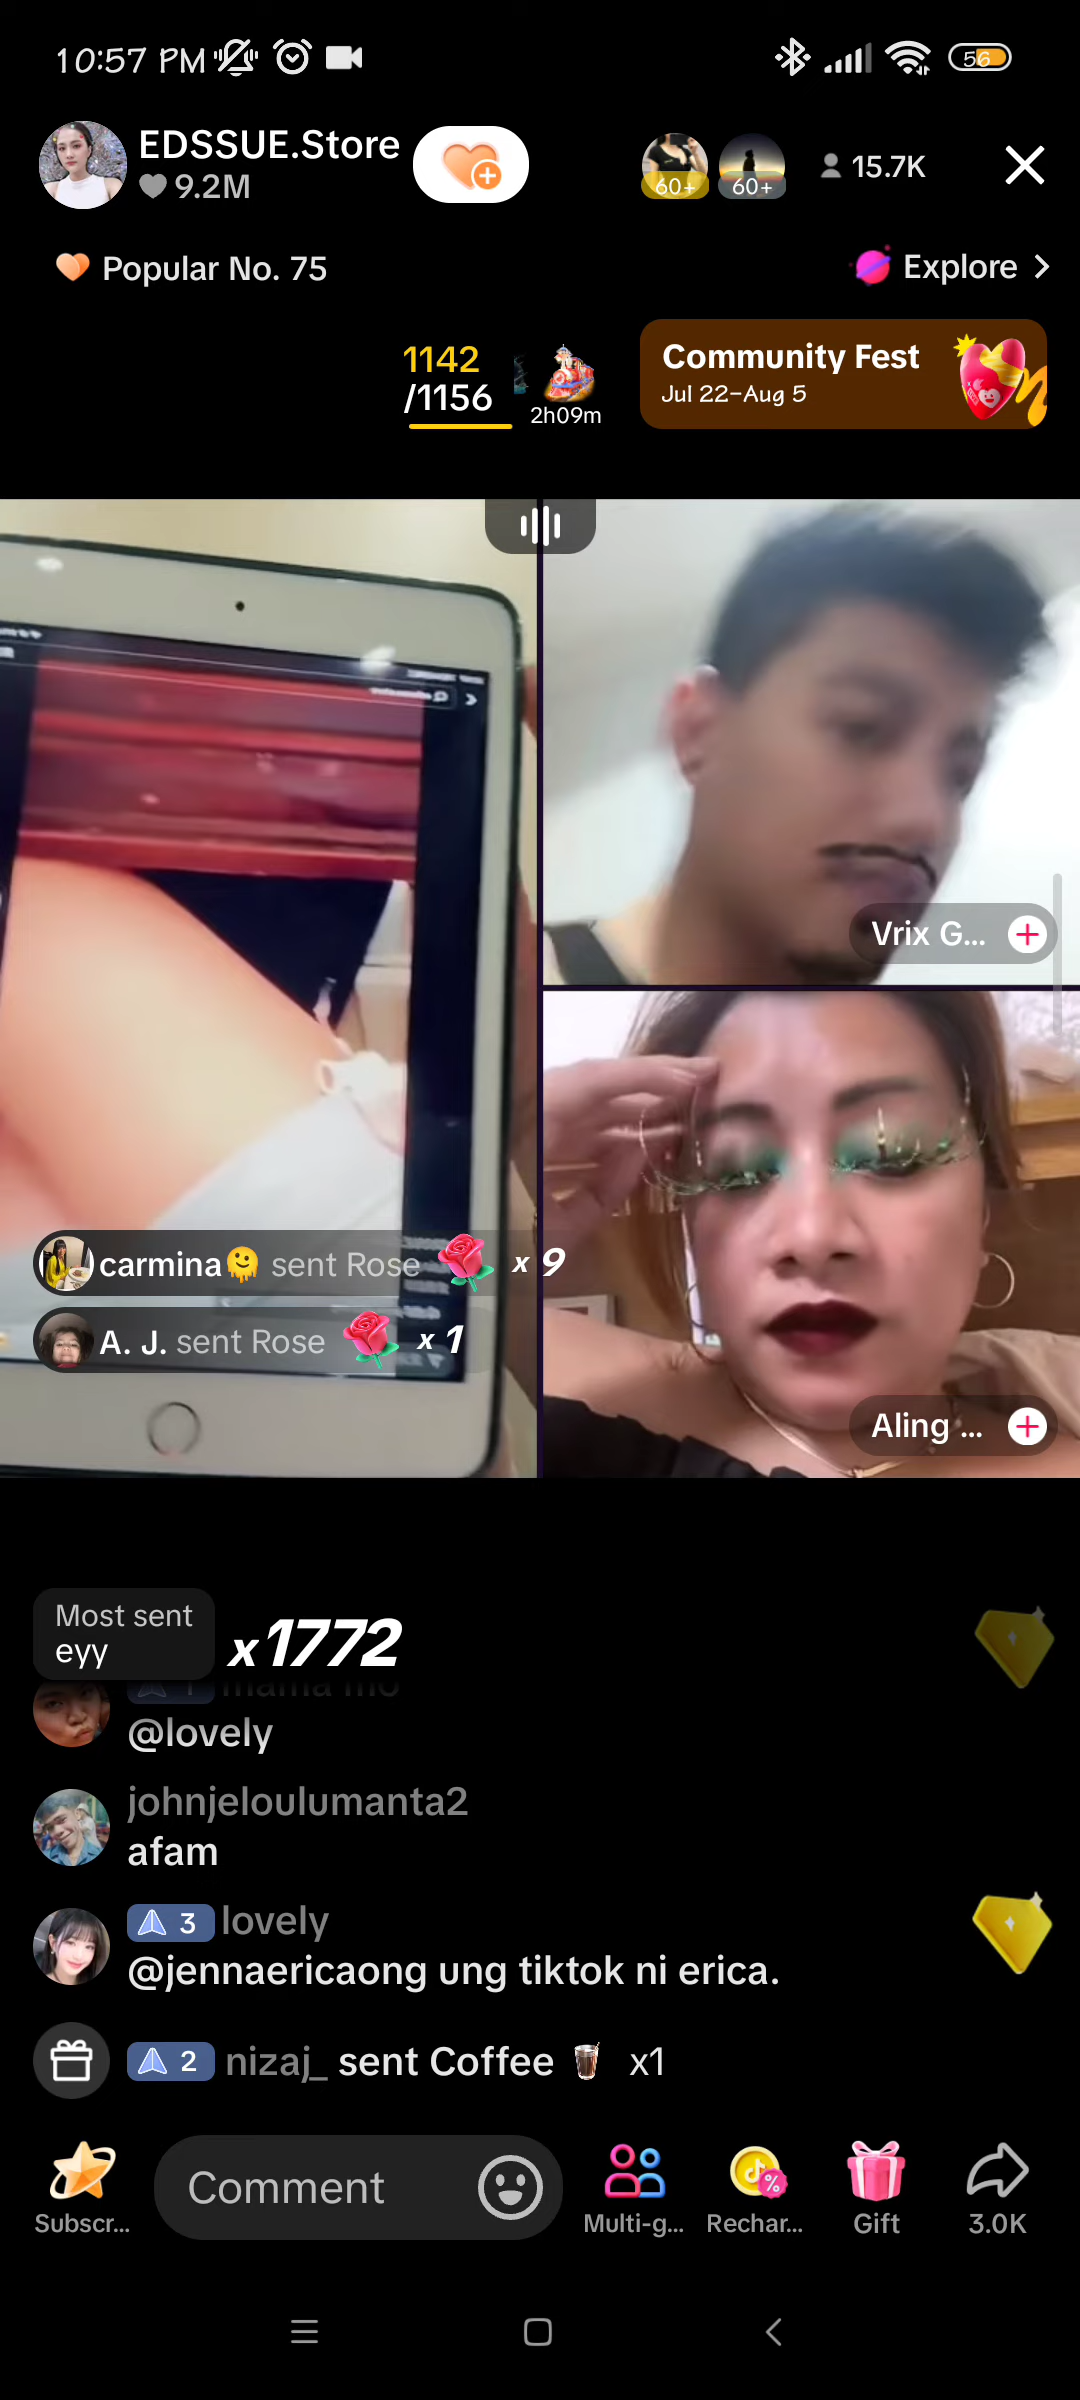 10:57 PM
56
EDSSUE.Store
9.2M
60+
60+
15.7K
Popular No. 75
Explore
1142
/1156
2h09m
Community Fest
Jul 22–Aug 5
Vrix G...
carmina🫠 sent Rose x 9
A. J. sent Rose x 1
Aling ...
Most sent
eyy
x1772
mama mo
@lovely
johnjeloulumanta2
afam
3 lovely
@jennaericaong ung tiktok ni erica.
2 nizaj_ sent Coffee x1
Subscr...
Comment
Multi-g...
Rechar...
Gift
3.0K